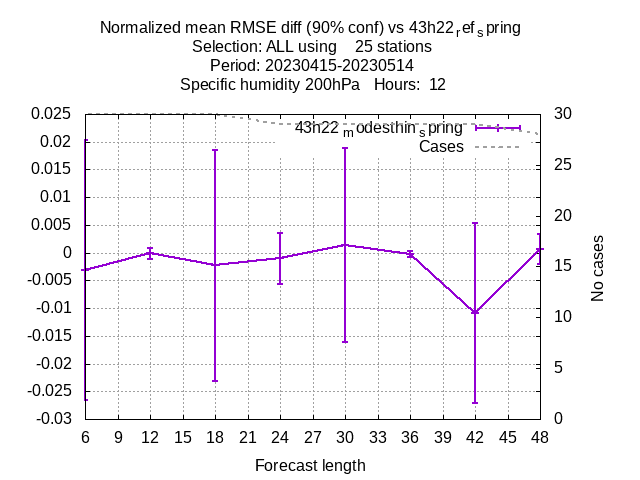 Normalized mean RMSE diff (90% conf) vs 43h22refspring
Selection: ALL using 25 stations
Period: 20230415-20230514
Specific humidity 200hPa Hours: 12
43h22modesthinspring
Cases
0.025
0.02
0.015
0.01
0.005
0
-0.005
-0.01
-0.015
-0.02
-0.025
-0.03
30
25
20
15
10
5
0
No cases
6 9 12 15 18 21 24 27 30 33 36 39 42 45 48
Forecast length